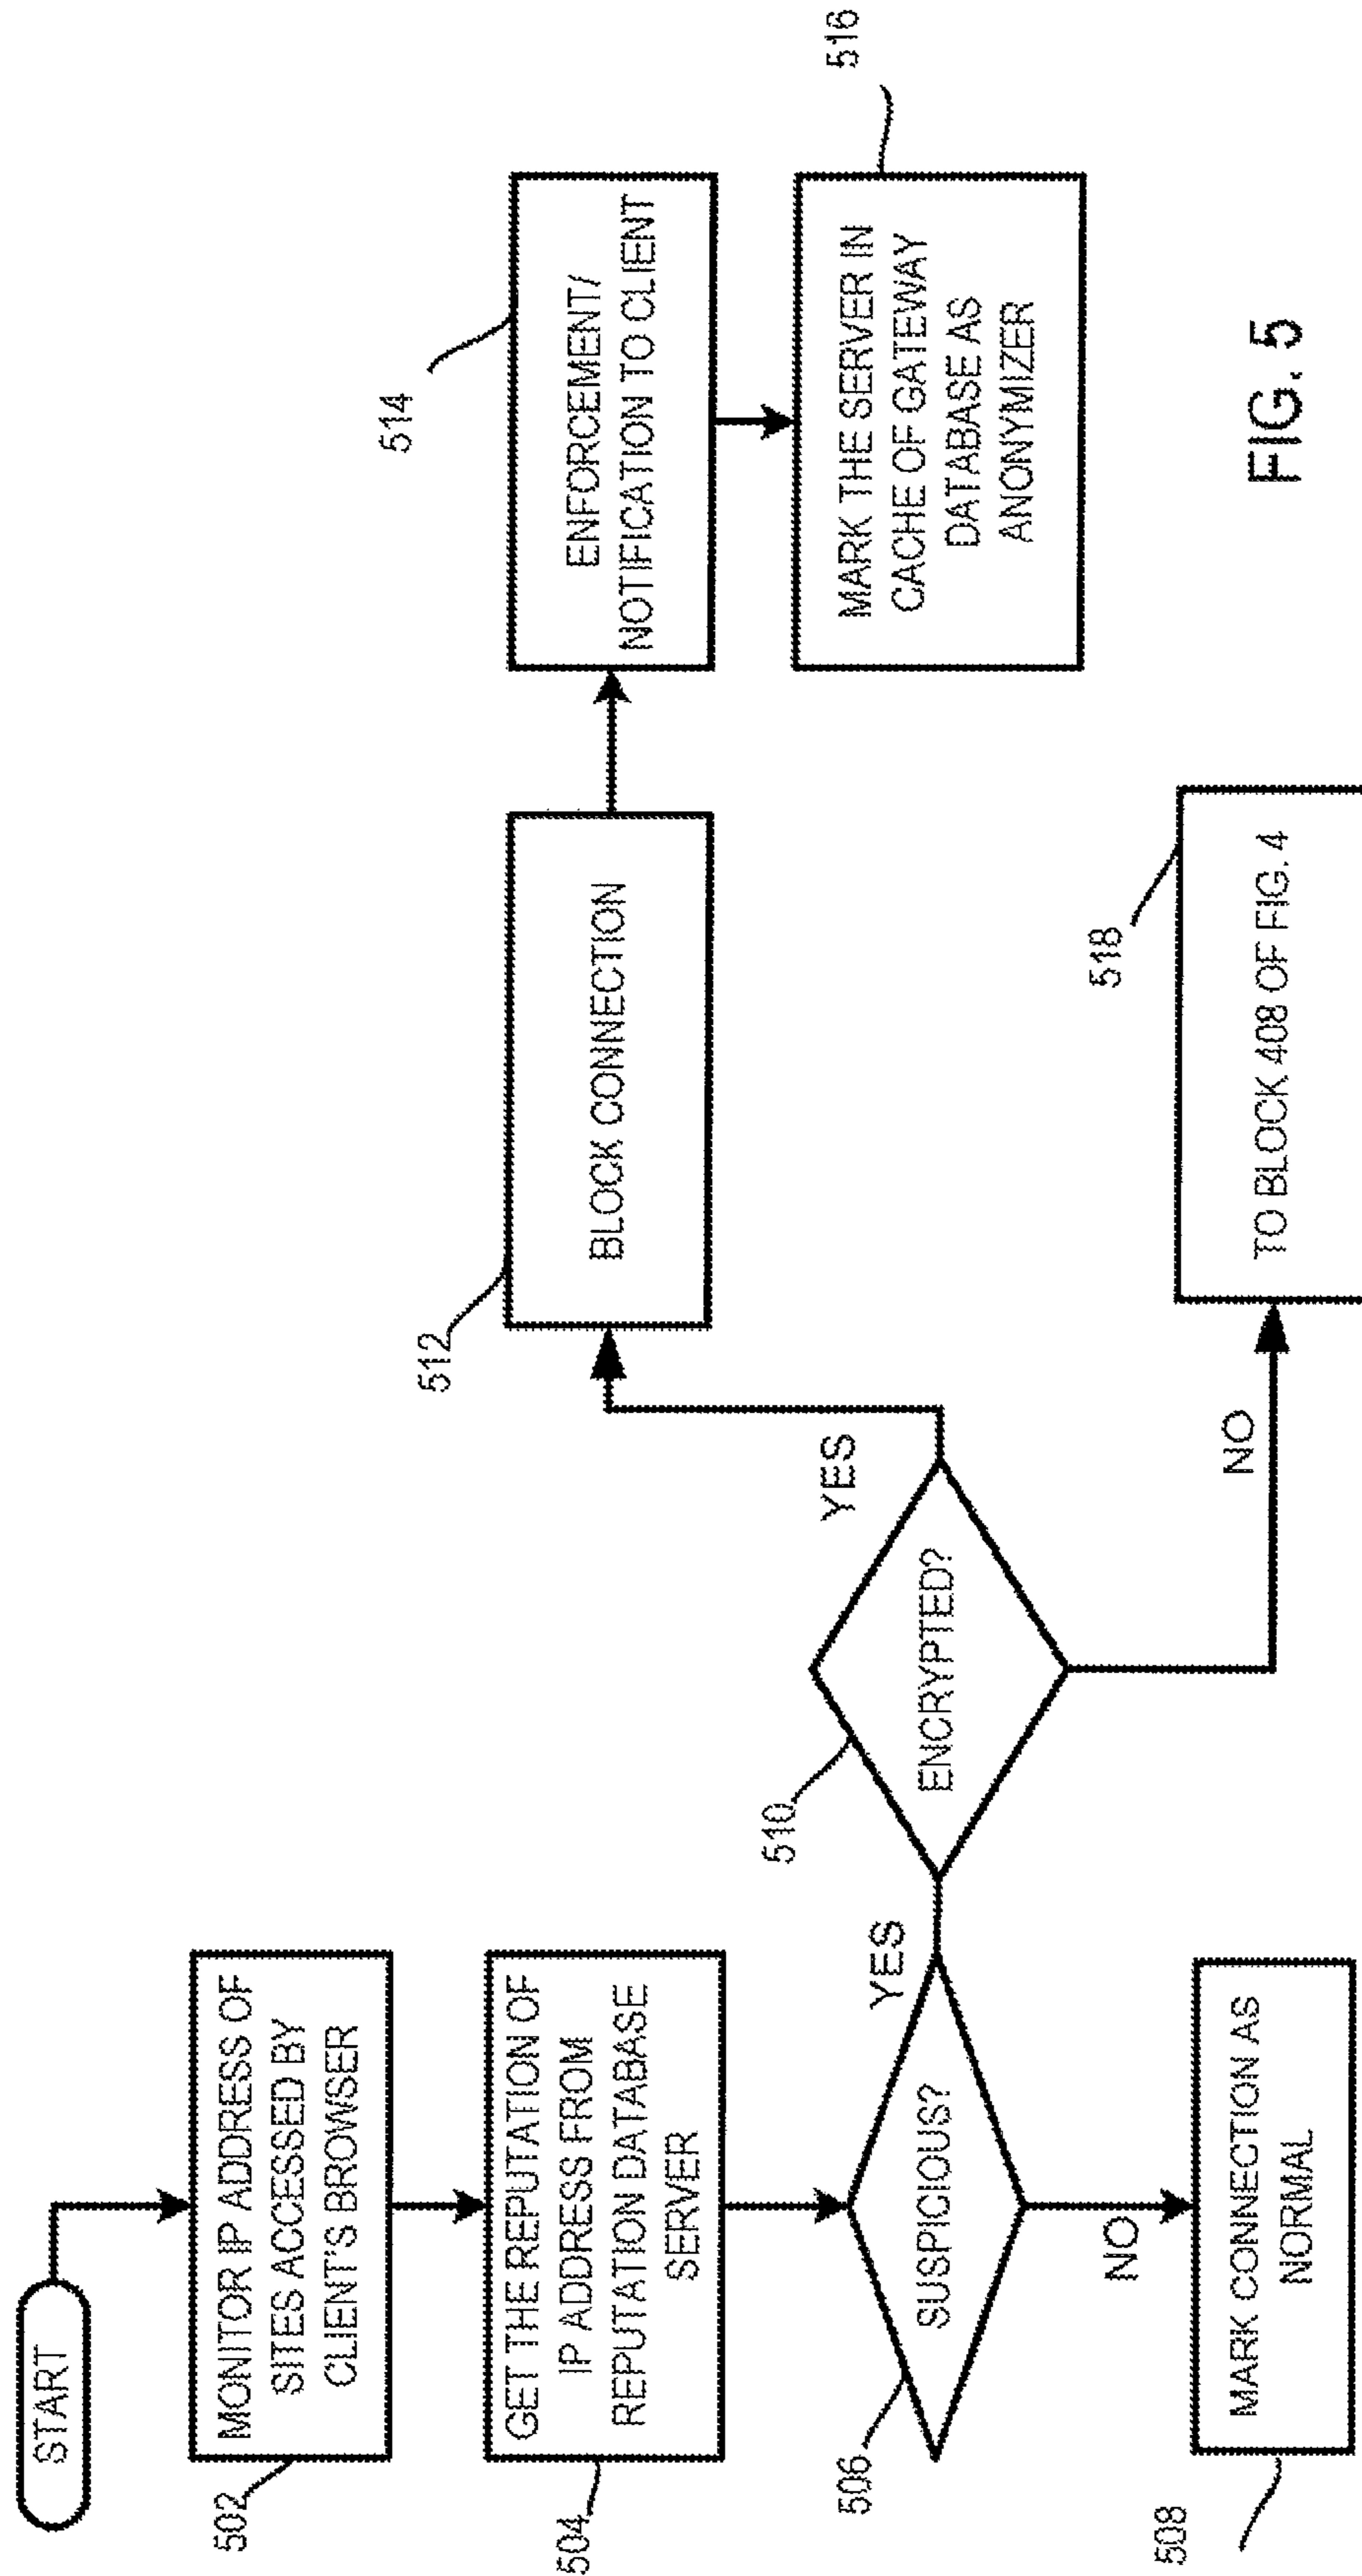 START
MONITOR IP ADDRESS OF
SITES ACCESSED BY
CLIENT'S BROWSER
502
GET THE REPUTATION OF
IP ADDRESS FROM
REPUTATION DATABASE
SERVER
504
SUSPICIOUS?
506
YES
NO
MARK CONNECTION AS
NORMAL
508
ENCRYPTED?
510
YES
NO
BLOCK CONNECTION
512
ENFORCEMENT/
NOTIFICATION TO CLIENT
514
MARK THE SERVER IN
CACHE OF GATEWAY
DATABASE AS
ANONYMIZER
516
TO BLOCK 408 OF FIG. 4
518
FIG. 5